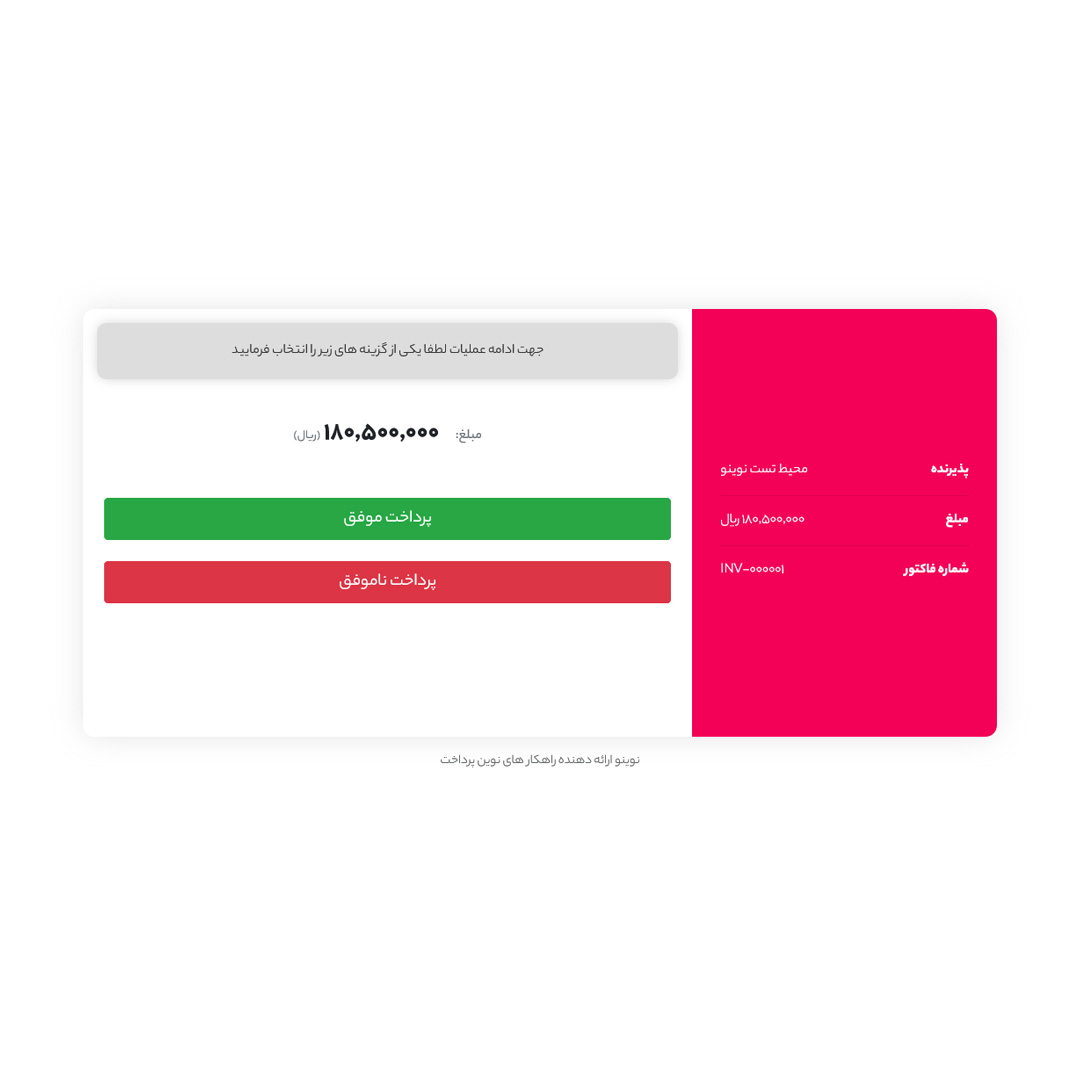 جهت ادامه عملیات لطفا یکی از گزینه های زیر را انتخاب فرمایید
مبلغ: ۱۸۰,۵۰۰,۰۰۰ (ریال)
پرداخت موفق
پرداخت ناموفق
پذیرنده محیط تست نوینو
مبلغ ۱۸۰,۵۰۰,۰۰۰ ریال
شماره فاکتور INV-۰۰۰۰۰۱
نوینو ارائه دهنده راهکار های نوین پرداخت